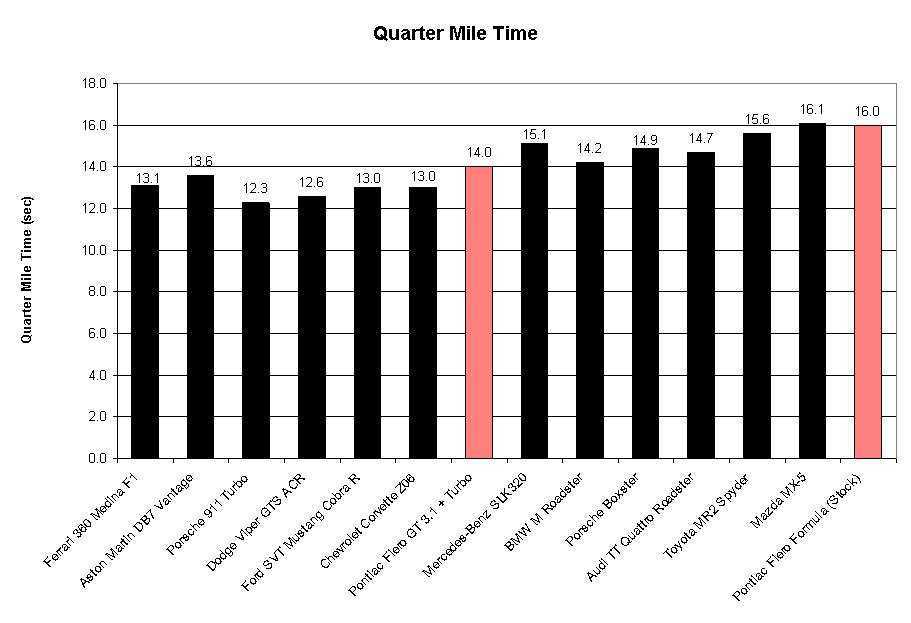 Quarter Mile Time
Quarter Mile Time (sec)
18.0
16.0
14.0
12.0
10.0
8.0
6.0
4.0
2.0
0.0
13.1
13.6
12.3
12.6
13.0
13.0
14.0
15.1
14.2
14.9
14.7
15.6
16.1
16.0
Ferrari 360 Medina F1
Aston Martin DB7 Vantage
Porsche 911 Turbo
Dodge Viper GTS ACR
Ford SVT Mustang Cobra R
Chevrolet Corvette Z06
Pontiac Fiero GT 3.1 + Turbo
Mercedes-Benz SLK320
BMW M Roadster
Porsche Boxster
Audi TT Quattro Roadster
Toyota MR2 Spyder
Mazda MX-5
Pontiac Fiero Formula (Stock)